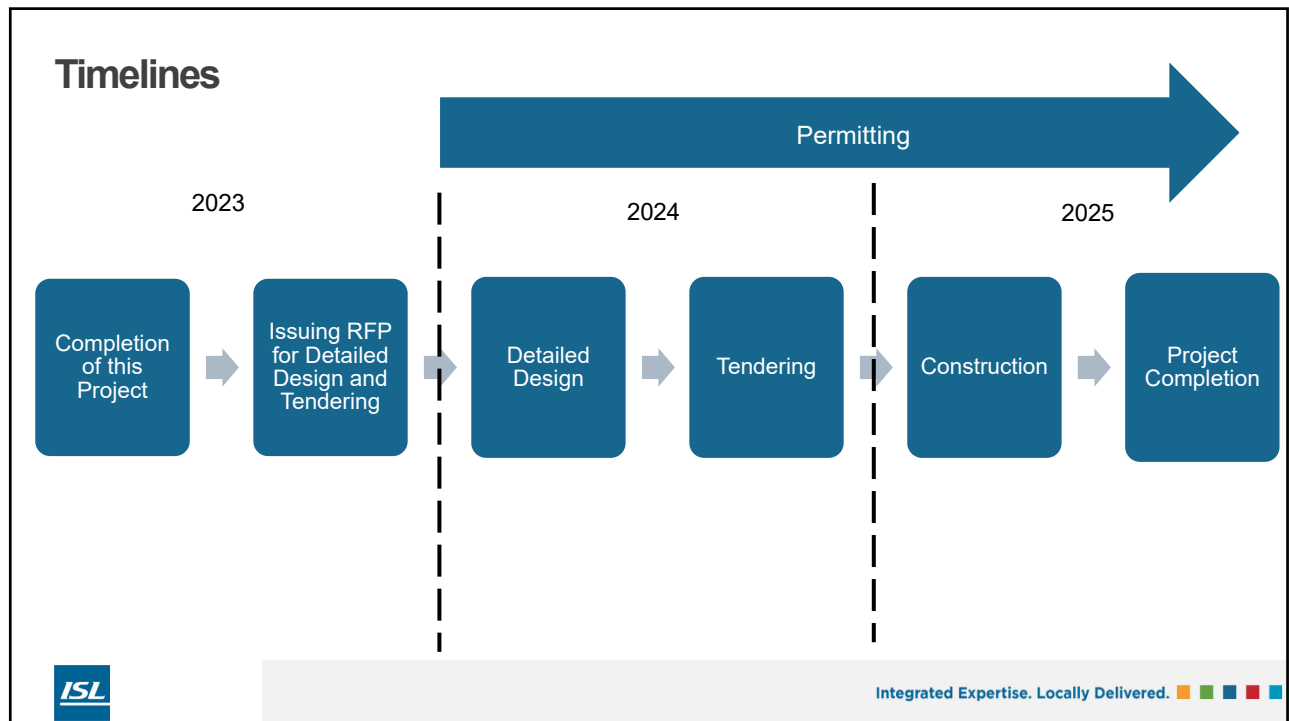 Timelines
Permitting
2023
2024
2025
Completion
of this
Project
Issuing RFP
for Detailed
Design and
Tendering
Detailed
Design
Tendering
Construction
Project
Completion
ISL
Integrated Expertise. Locally Delivered.